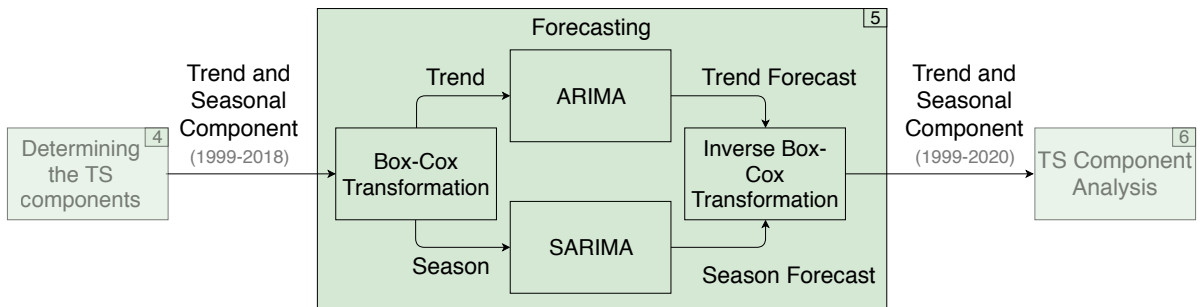 4
Determining
the TS
components
Trend and
Seasonal
Component
(1999-2018)
5
Forecasting
Box-Cox
Transformation
Trend
ARIMA
Trend Forecast
Season
SARIMA
Season Forecast
Inverse Box-
Cox
Transformation
Trend and
Seasonal
Component
(1999-2020)
6
TS Component
Analysis